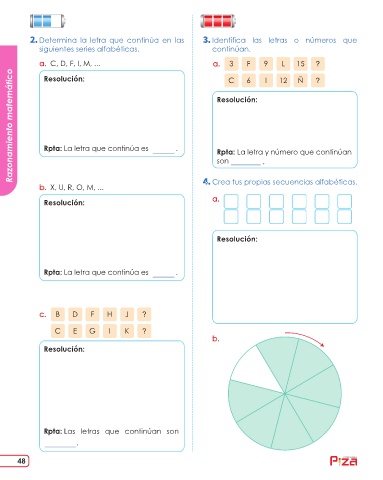 2. Determina la letra que continúa en las
siguientes series alfabéticas.
a. C, D, F, I, M, ...
Resolución:
Rpta: La letra que continúa es ______ .
b. X, U, R, O, M, ...
Resolución:
Rpta: La letra que continúa es ______ .
c. B D F H J ?
C E G I K ?
Resolución:
Rpta: Las letras que continúan son
_________.
3. Identifica las letras o números que
continúan.
a. 3 F 9 L 15 ?
C 6 I 12 Ñ ?
Resolución:
Rpta: La letra y número que continúan
son ________ .
4. Crea tus propias secuencias alfabéticas.
a.
Resolución:
b.
Razonamiento matemático
48
Piza